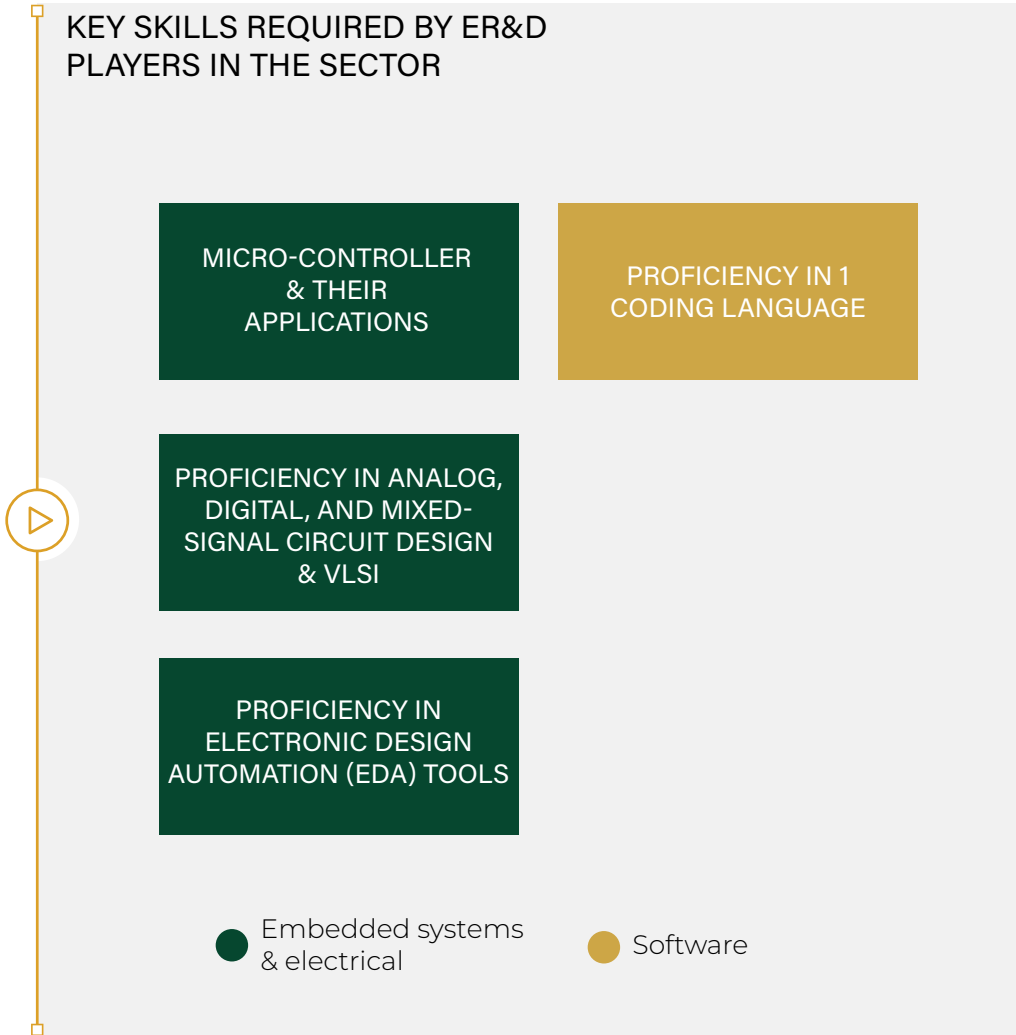 KEY SKILLS REQUIRED BY ER&D
PLAYERS IN THE SECTOR
MICRO-CONTROLLER
& THEIR
APPLICATIONS
PROFICIENCY IN 1
CODING LANGUAGE
PROFICIENCY IN ANALOG,
DIGITAL, AND MIXED-
SIGNAL CIRCUIT DESIGN
& VLSI
PROFICIENCY IN
ELECTRONIC DESIGN
AUTOMATION (EDA) TOOLS
Embedded systems
& electrical
Software